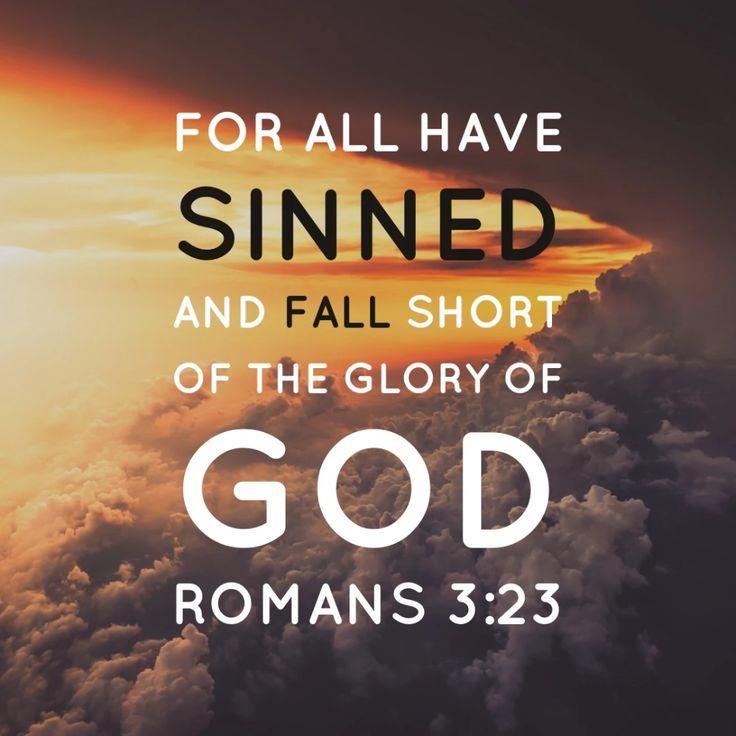 FOR ALL HAVE
SINNED
AND FALL SHORT
OF THE GLORY OF
GOD
ROMANS 3:23